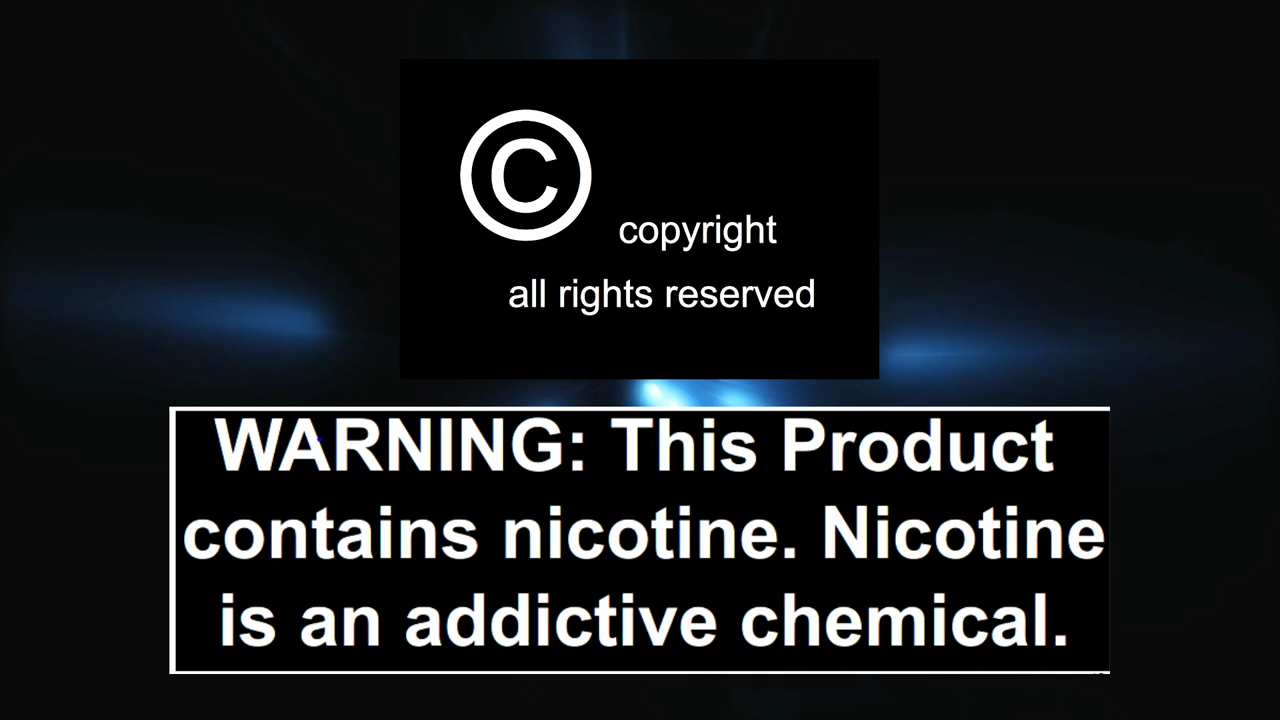 © copyright
all rights reserved
WARNING: This Product
contains nicotine. Nicotine
is an addictive chemical.